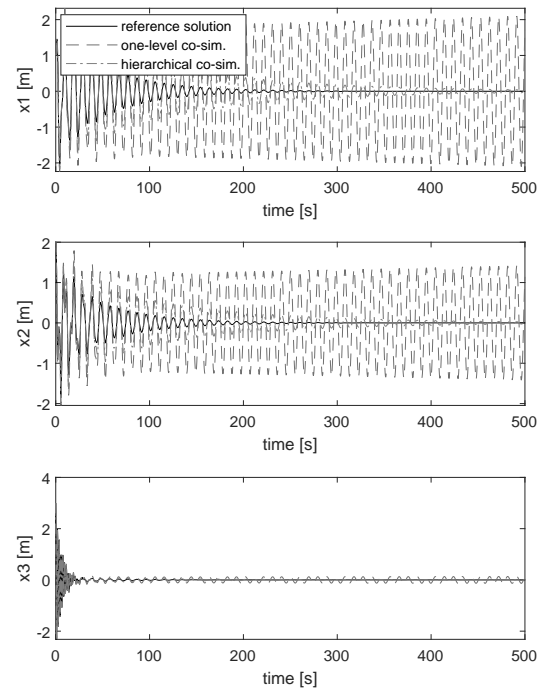 reference solution
one-level co-sim.
hierarchical co-sim.
x1 [m]
2
1
0
-1
-2
0 100 200 300 400 500
time [s]
x2 [m]
2
1
0
-1
-2
0 100 200 300 400 500
time [s]
x3 [m]
4
2
0
-2
0 100 200 300 400 500
time [s]